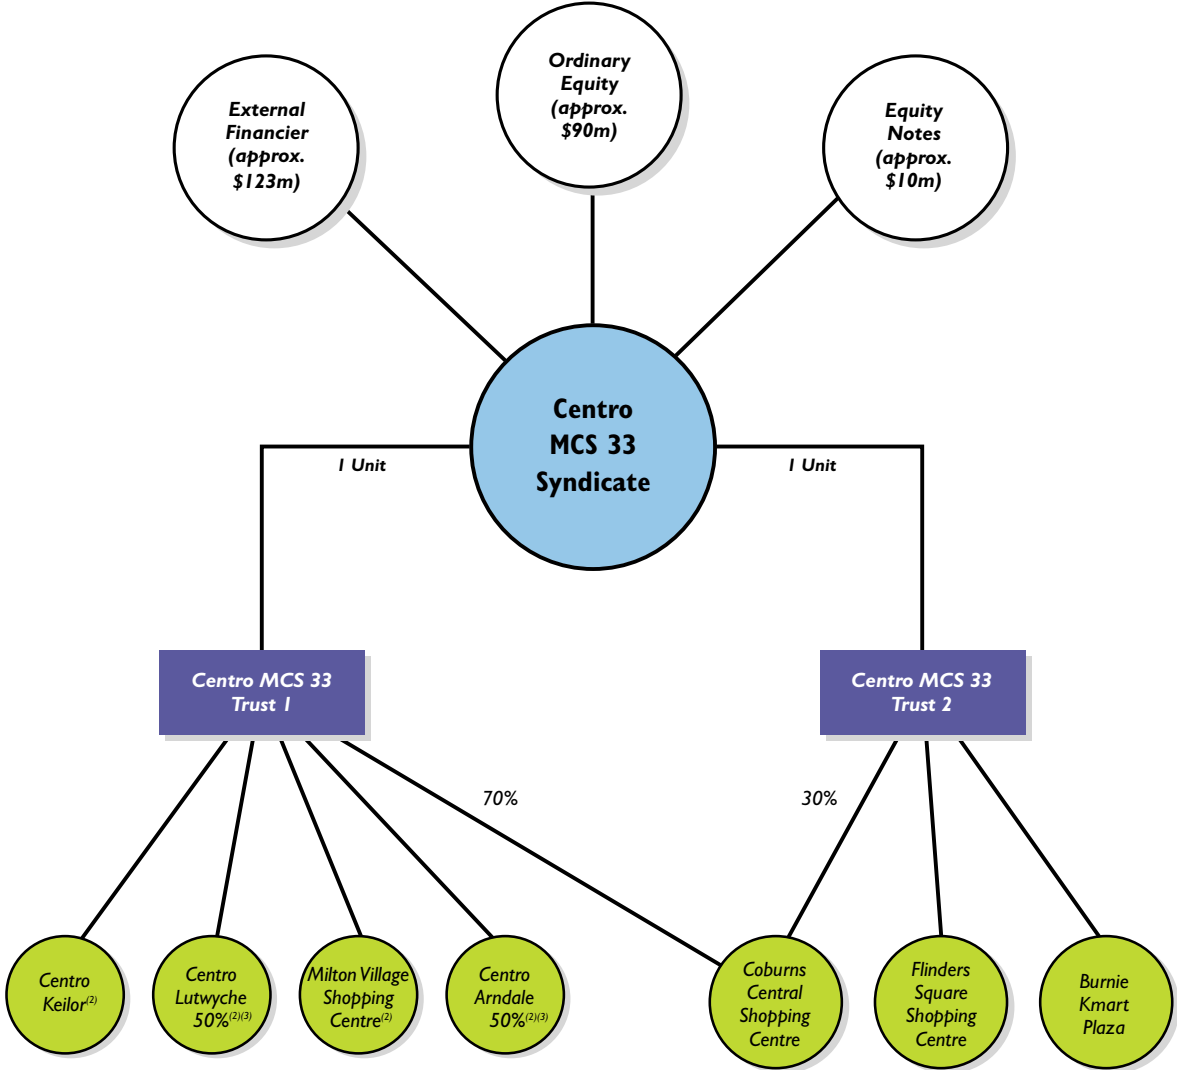 External
Financier
(approx.
$123m)
Ordinary
Equity
(approx.
$90m)
Equity
Notes
(approx.
$10m)
Centro
MCS 33
Syndicate
1 Unit
1 Unit
Centro MCS 33
Trust 1
Centro MCS 33
Trust 2
70%
30%
Centro
Keilor(2)
Centro
Lutwyche
50%(2)(3)
Milton Village
Shopping
Centre(2)
Centro
Arndale
50%(2)(3)
Coburns
Central
Shopping
Centre
Flinders
Square
Shopping
Centre
Burnie
Kmart
Plaza